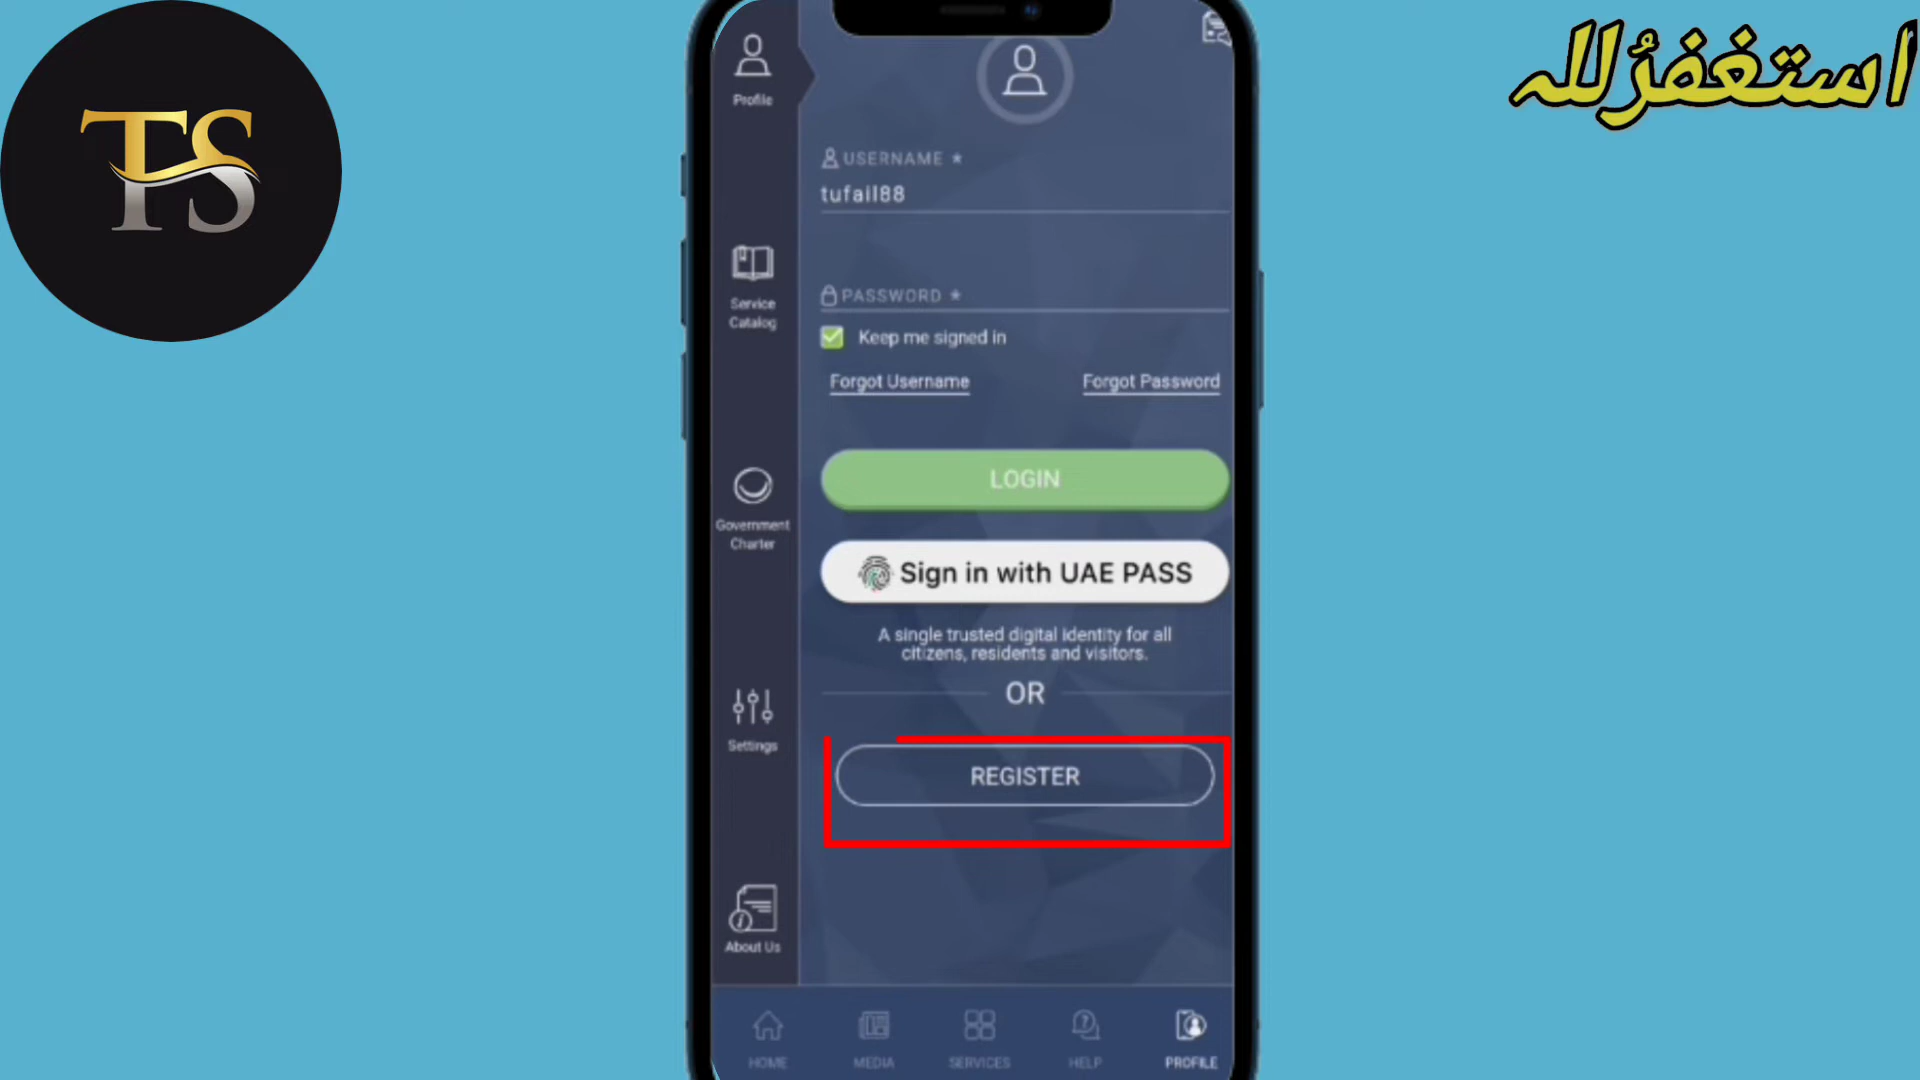 TS
استغفرُللہ
Profile
USERNAME *
tufail88
Service
Catalog
PASSWORD *
Keep me signed in
Forgot Username
Forgot Password
LOGIN
Government
Charter
Sign in with UAE PASS
A single trusted digital identity for all
citizens, residents and visitors.
OR
Settings
REGISTER
About Us
HOME
MEDIA
SERVICES
HELP
PROFILE